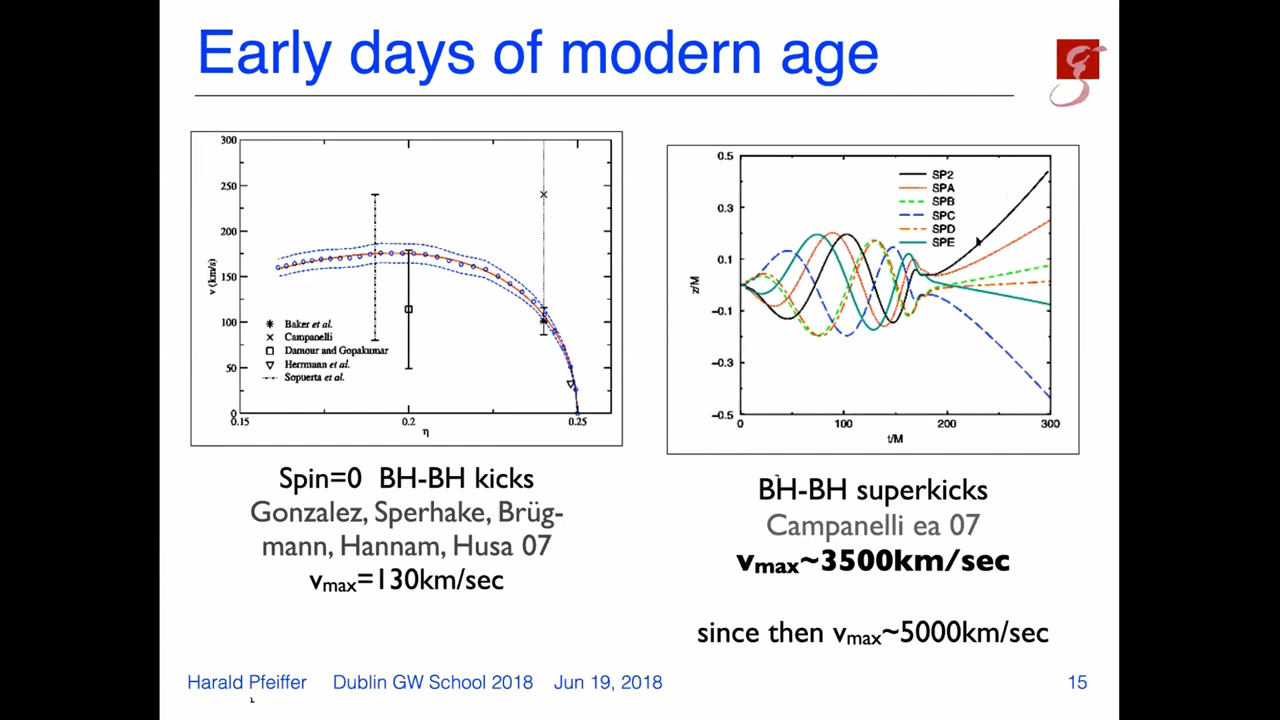 Early days of modern age
300
250
200
150
100
50
0
v (km/s)
Baker et al.
Campanelli
Damour and Gopakumar
Herrmann et al.
Sopuerta et al.
0.15
0.2
0.25
η
0.5
0.3
0.1
z/M
−0.1
−0.3
−0.5
SP2
SPA
SPB
SPC
SPD
SPE
0
100
200
300
t/M
Spin=0 BH-BH kicks
Gonzalez, Sperhake, Brüg-
mann, Hannam, Husa 07
vmax=130km/sec
BH-BH superkicks
Campanelli ea 07
vmax~3500km/sec
since then vmax~5000km/sec
Harald Pfeiffer Dublin GW School 2018 Jun 19, 2018 15